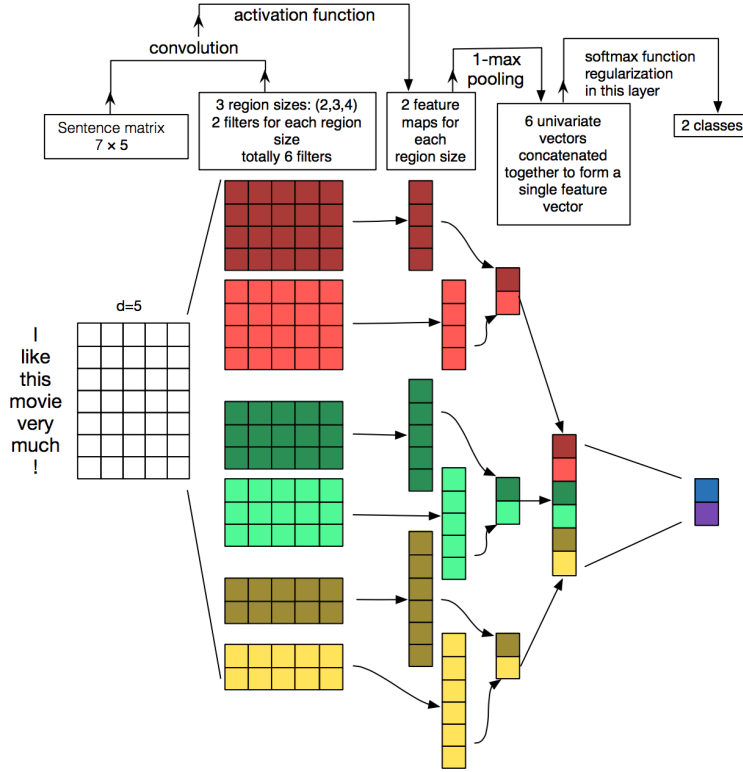 activation function
convolution
1-max
pooling
softmax function
regularization
in this layer
Sentence matrix
7 × 5
3 region sizes: (2,3,4)
2 filters for each region
size
totally 6 filters
2 feature
maps for
each
region size
6 univariate
vectors
concatenated
together to form a
single feature
vector
2 classes
d=5
I
like
this
movie
very
much
!